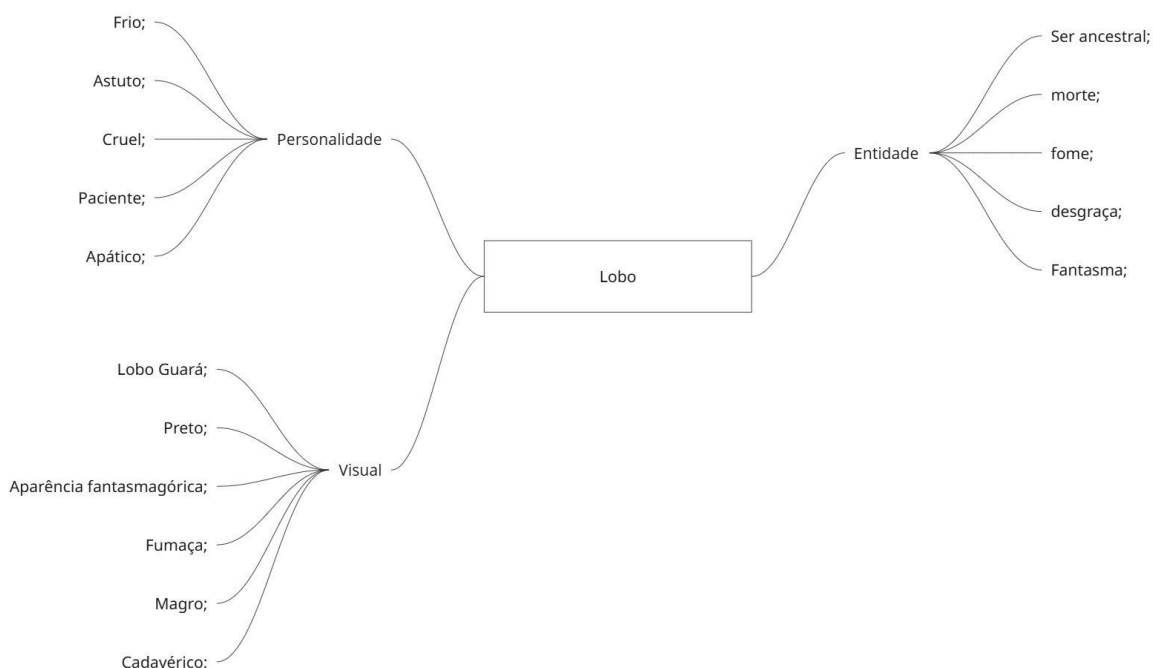 Frio;
Astuto;
Cruel;
Paciente;
Apático;
Personalidade
Lobo Guará;
Preto;
Aparência fantasmagórica;
Fumaça;
Magro;
Cadavérico;
Visual
Lobo
Entidade
Ser ancestral;
morte;
fome;
desgraça;
Fantasma;